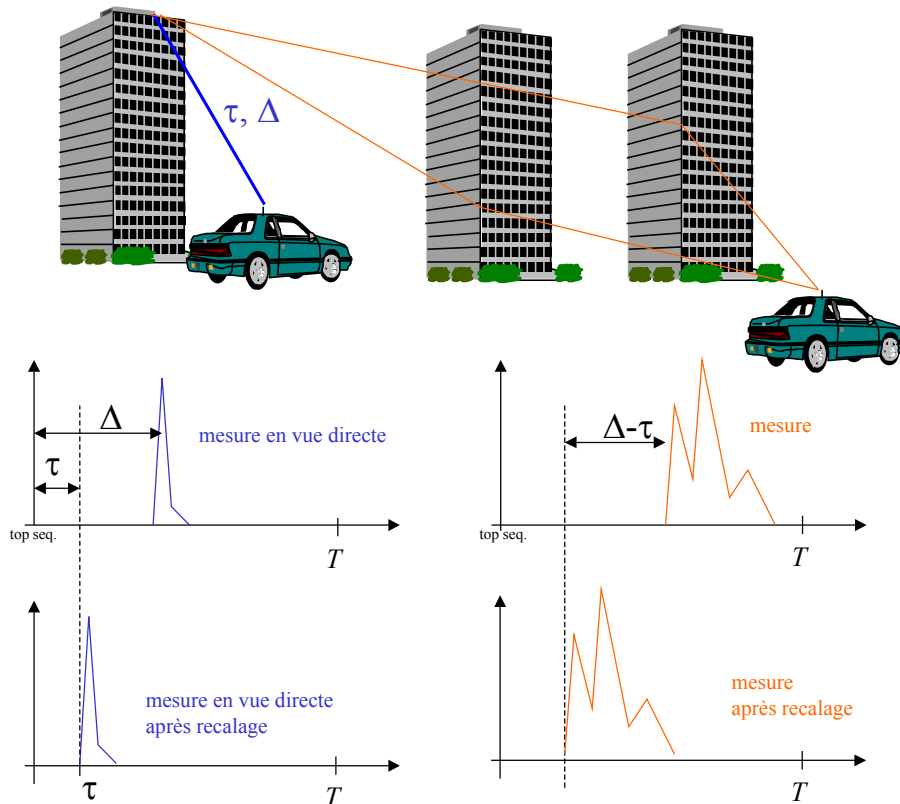 τ, Δ
Δ
mesure en vue directe
τ
top seq.
T
Δ-τ
mesure
top seq.
T
mesure en vue directe
après recalage
τ
T
mesure
après recalage
T